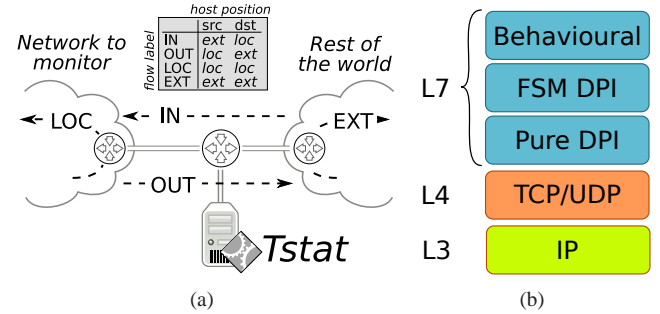 host position
src dst
flow label
IN ext loc
OUT loc ext
LOC loc loc
EXT ext ext
Network to
monitor
Rest of
the world
LOC
IN
EXT
OUT
Tstat
(a)
L7
Behavioural
FSM DPI
Pure DPI
L4
TCP/UDP
L3
IP
(b)